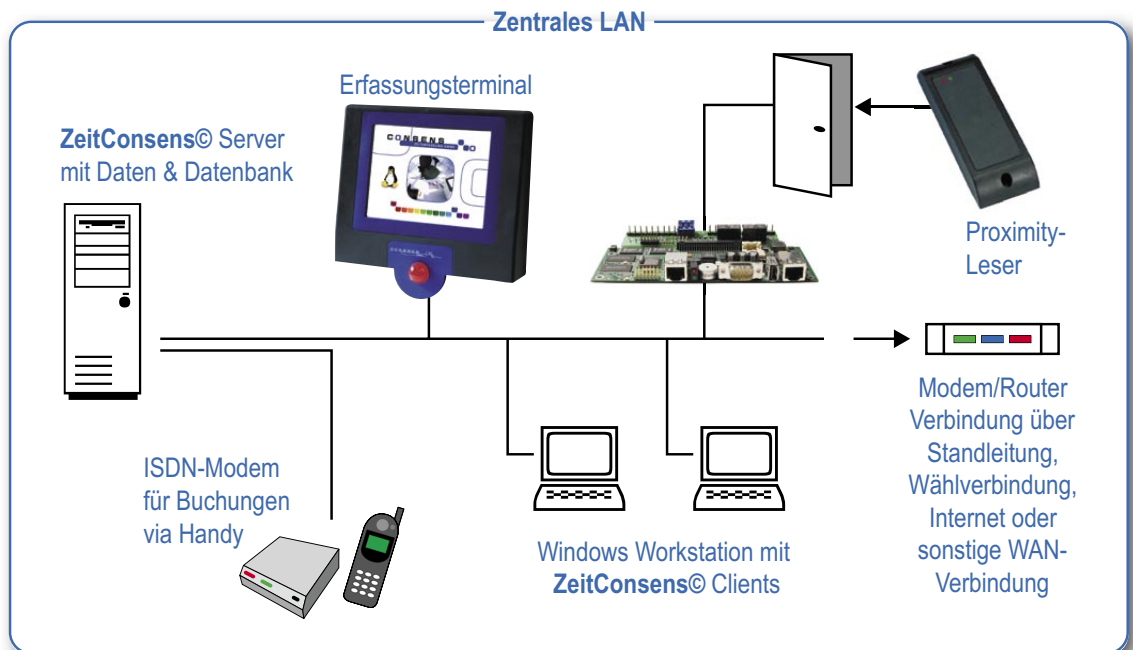 Zentrales LAN
Erfassungsterminal
ZeitConsens© Server
mit Daten & Datenbank
CONSENS
Proximity-
Leser
Modem/Router
Verbindung über
Standleitung,
Wählverbindung,
Internet oder
sonstige WAN-
Verbindung
ISDN-Modem
für Buchungen
via Handy
Windows Workstation mit
ZeitConsens© Clients